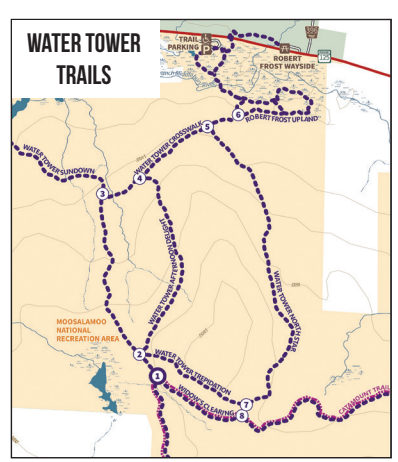 WATER TOWER
TRAILS
TRAIL
PARKING
P
ROBERT
FROST WAYSIDE
125
6
ROBERT FROST UPLAND
5
WATER TOWER CROSSWALK
4
WATER TOWER SUNDOWN
3
WATER TOWER AFTERNOON DELIGHT
WATER TOWER NORTH STAR
MOOSALAMOO
NATIONAL
RECREATION AREA
2
WATER TOWER TREPIDATION
1
WIDOW'S CLEARING
7
8
CATAMOUNT TRAIL